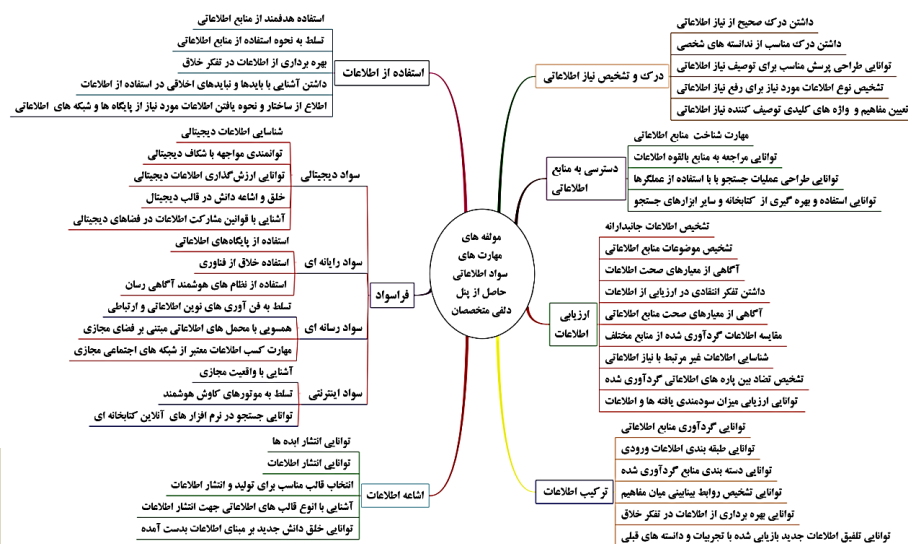 مولفه های
مهارت های
سواد اطلاعاتی
حاصل از پنل
دلفی متخصصان
درک و تشخیص نیاز اطلاعاتی
داشتن درک صحیح از نیاز اطلاعاتی
داشتن درک مناسب از ندانسته های شخصی
توانایی طراحی پرسش مناسب برای توصیف نیاز اطلاعاتی
تشخیص نوع اطلاعات مورد نیاز برای رفع نیاز اطلاعاتی
تعیین مفاهیم و واژه های کلیدی توصیف کننده نیاز اطلاعاتی
دسترسی به منابع
اطلاعاتی
مهارت شناخت منابع اطلاعاتی
توانایی مراجعه به منابع بالقوه اطلاعات
توانایی طراحی عملیات جستجو با با استفاده از عملگرها
توانایی استفاده و بهره گیری از کتابخانه و سایر ابزارهای جستجو
ارزیابی
اطلاعات
تشخیص اطلاعات جانبدارانه
تشخیص موضوعات منابع اطلاعاتی
آگاهی از معیارهای صحت اطلاعات
داشتن تفکر انتقادی در ارزیابی از اطلاعات
آگاهی از معیارهای صحت منابع اطلاعاتی
مقایسه اطلاعات گردآوری شده از منابع مختلف
شناسایی اطلاعات غیر مرتبط با نیاز اطلاعاتی
تشخیص تضاد بین پاره های اطلاعاتی گردآوری شده
توانایی ارزیابی میزان سودمندی یافته ها و اطلاعات
ترکیب اطلاعات
توانایی گردآوری منابع اطلاعاتی
توانایی طبقه بندی اطلاعات ورودی
توانایی دسته بندی منابع گردآوری شده
توانایی تشخیص روابط بینابینی میان مفاهیم
توانایی بهره برداری از اطلاعات در تفکر خلاق
توانایی تلفیق اطلاعات جدید بازیابی شده با تجربیات و دانسته های قبلی
استفاده از اطلاعات
استفاده هدفمند از منابع اطلاعاتی
تسلط به نحوه استفاده از منابع اطلاعاتی
بهره برداری از اطلاعات در تفکر خلاق
داشتن آشنایی با بایدها و نبایدهای اخلاقی در استفاده از اطلاعات
اطلاع از ساختار و نحوه یافتن اطلاعات مورد نیاز از پایگاه ها و شبکه های اطلاعاتی
فراسواد
سواد دیجیتالی
شناسایی اطلاعات دیجیتالی
توانمندی مواجهه با شکاف دیجیتالی
توانایی ارزش‌گذاری اطلاعات دیجیتالی
خلق و اشاعه دانش در قالب دیجیتال
آشنایی با قوانین مشارکت اطلاعات در فضاهای دیجیتالی
سواد رایانه ای
استفاده از پایگاه‌های اطلاعاتی
استفاده خلاق از فناوری
استفاده از نظام های هوشمند آگاهی رسان
سواد رسانه ای
تسلط به فن آوری های نوین اطلاعاتی و ارتباطی
همسویی با محمل های اطلاعاتی مبتنی بر فضای مجازی
مهارت کسب اطلاعات معتبر از شبکه های اجتماعی مجازی
سواد اینترنتی
آشنایی با واقعیت مجازی
تسلط به موتورهای کاوش هوشمند
توانایی جستجو در نرم افزار های آنلاین کتابخانه ای
اشاعه اطلاعات
توانایی انتشار ایده ها
توانایی انتشار اطلاعات
انتخاب قالب مناسب برای تولید و انتشار اطلاعات
آشنایی با انوع قالب های اطلاعاتی جهت انتشار اطلاعات
توانایی خلق دانش جدید بر مبنای اطلاعات بدست آمده